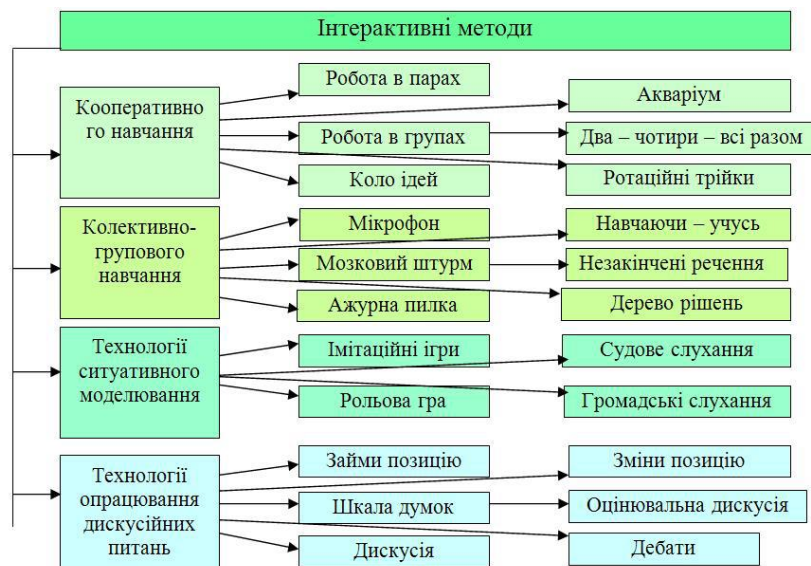 Інтерактивні методи
Кооперативно
го навчання
Робота в парах
Акваріум
Робота в групах
Два – чотири – всі разом
Коло ідей
Ротаційні трійки
Колективно-
групового
навчання
Мікрофон
Навчаючи – учусь
Мозковий штурм
Незакінчені речення
Ажурна пилка
Дерево рішень
Технології
ситуативного
моделювання
Імітаційні ігри
Судове слухання
Рольова гра
Громадські слухання
Технології
опрацювання
дискусійних
питань
Займи позицію
Зміни позицію
Шкала думок
Оцінювальна дискусія
Дискусія
Дебати